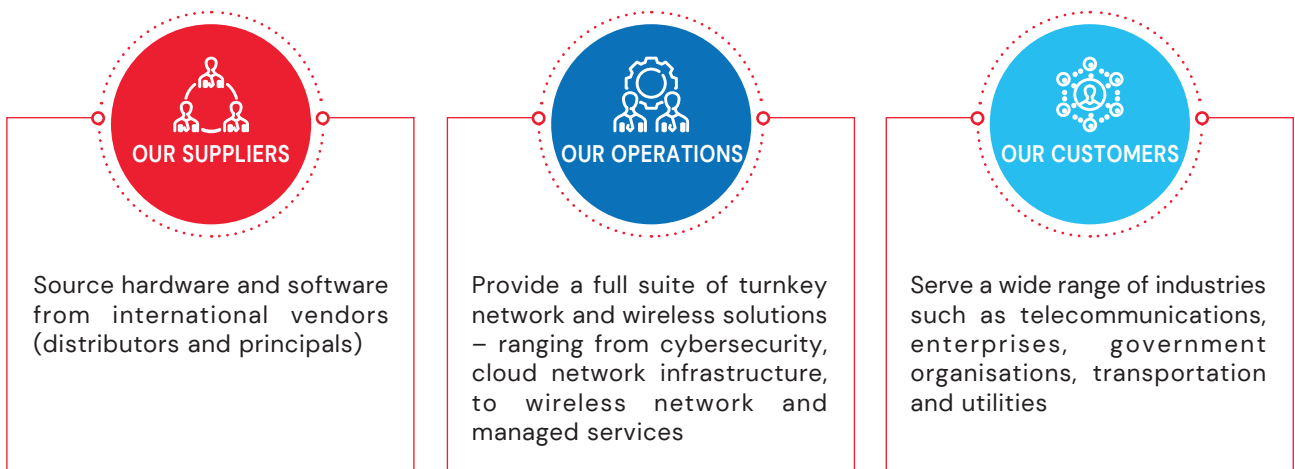 OUR SUPPLIERS
Source hardware and software
from international vendors
(distributors and principals)
OUR OPERATIONS
Provide a full suite of turnkey
network and wireless solutions
– ranging from cybersecurity,
cloud network infrastructure,
to wireless network and
managed services
OUR CUSTOMERS
Serve a wide range of industries
such as telecommunications,
enterprises, government
organisations, transportation
and utilities